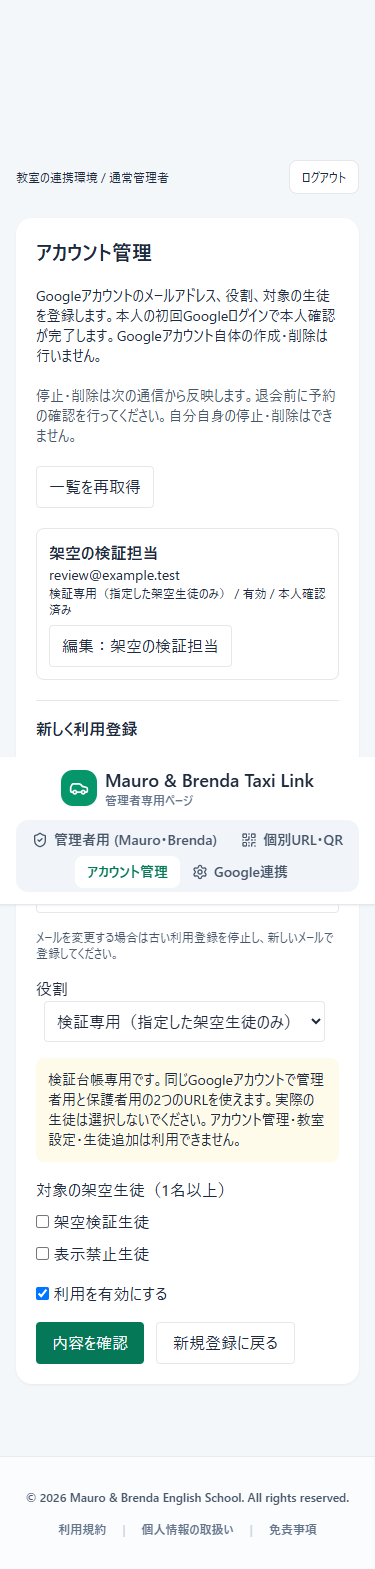 教室の連携環境 / 通常管理者
ログアウト
アカウント管理
Googleアカウントのメールアドレス、役割、対象の生徒
を登録します。本人の初回Googleログインで本人確認
が完了します。Googleアカウント自体の作成・削除は
行いません。
停止・削除は次の通信から反映します。退会前に予約
の確認を行ってください。自分自身の停止・削除はでき
ません。
一覧を再取得
架空の検証担当
review@example.test
検証専用（指定した架空生徒のみ） / 有効 / 本人確認
済み
編集：架空の検証担当
新しく利用登録
Mauro & Brenda Taxi Link
管理者専用ページ
管理者用 (Mauro・Brenda)
個別URL・QR
アカウント管理
Google連携
メールを変更する場合は古い利用登録を停止し、新しいメールで
登録してください。
役割
検証専用（指定した架空生徒のみ）
検証台帳専用です。同じGoogleアカウントで管理
者用と保護者用の2つのURLを使えます。実際の
生徒は選択しないでください。アカウント管理・教室
設定・生徒追加は利用できません。
対象の架空生徒（1名以上）
架空検証生徒
表示禁止生徒
利用を有効にする
内容を確認
新規登録に戻る
© 2026 Mauro & Brenda English School. All rights reserved.
利用規約 | 個人情報の取扱い | 免責事項